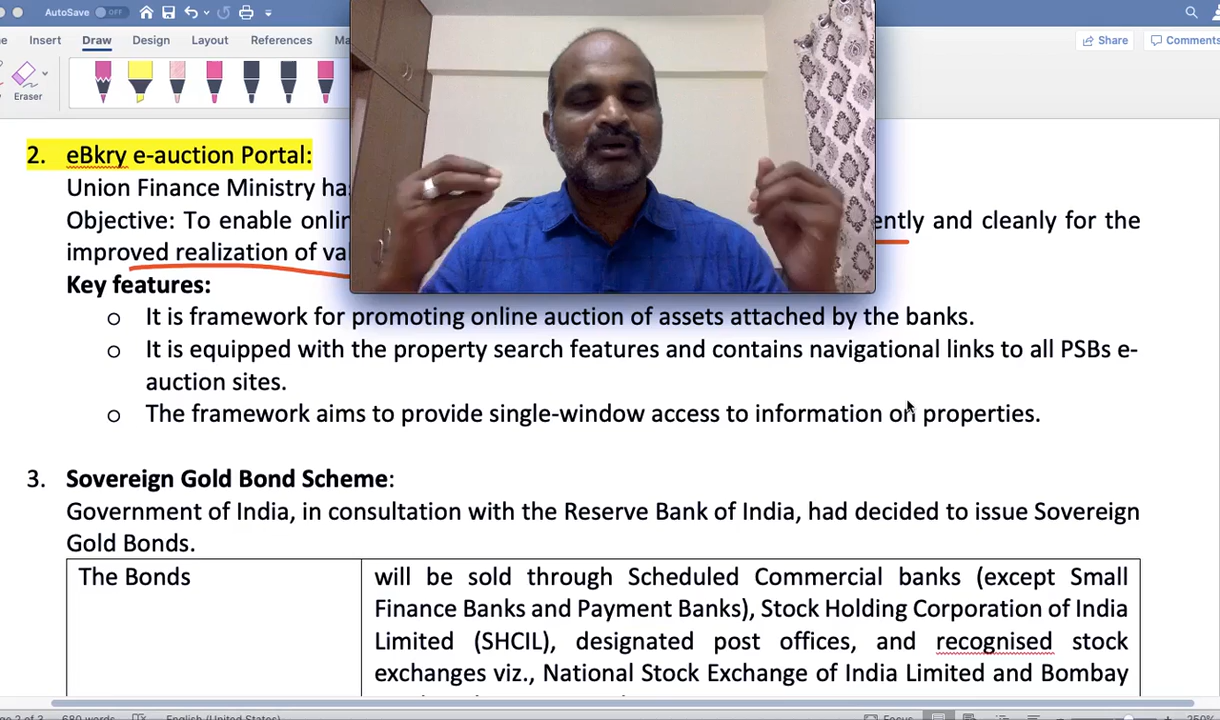 AutoSave OFF
Insert Draw Design Layout References
Share Comments
Eraser
2. eBkry e-auction Portal:
Union Finance Ministry
Objective: To enable and cleanly for the
improved realization of
Key features:
o It is framework for promoting online auction of assets attached by the banks.
o It is equipped with the property search features and contains navigational links to all PSBs e-
auction sites.
o The framework aims to provide single-window access to information on properties.
3. Sovereign Gold Bond Scheme:
Government of India, in consultation with the Reserve Bank of India, had decided to issue Sovereign
Gold Bonds.
The Bonds
will be sold through Scheduled Commercial banks (except Small
Finance Banks and Payment Banks), Stock Holding Corporation of India
Limited (SHCIL), designated post offices, and recognised stock
exchanges viz., National Stock Exchange of India Limited and Bombay
680 words English (United States) Focus 250%